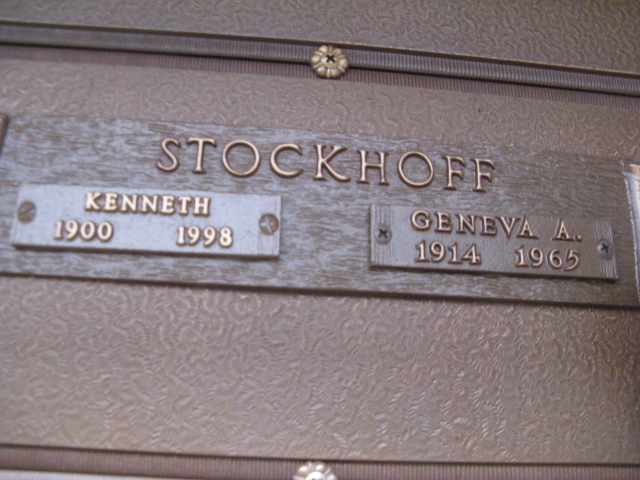 STOCKHOFF
KENNETH
1900 1998
GENEVA A.
1914 1965